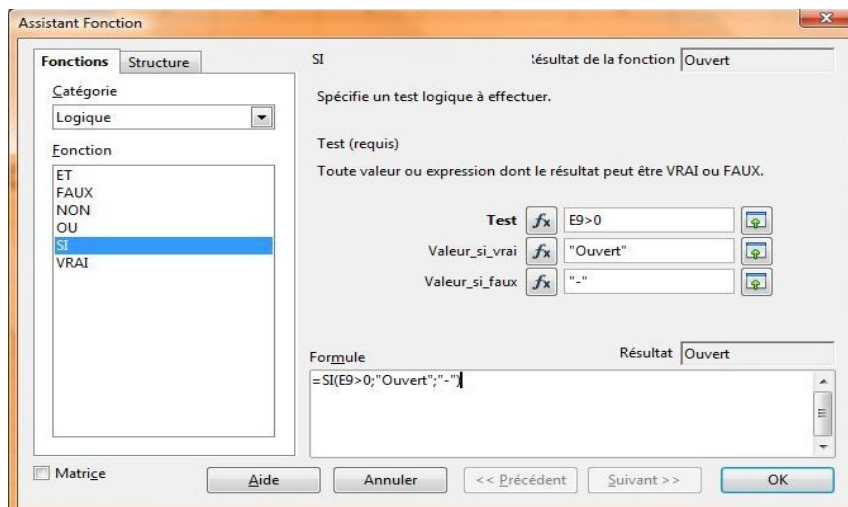 Assistant Fonction
Fonctions Structure
Catégorie
Logique
Fonction
ET
FAUX
NON
OU
SI
VRAI
Matrice
SI
ésultat de la fonction Ouvert
Spécifie un test logique à effectuer.
Test (requis)
Toute valeur ou expression dont le résultat peut être VRAI ou FAUX.
Test fx E9>0
Valeur_si_vrai fx "Ouvert"
Valeur_si_faux fx "-"
Formule Résultat Ouvert
=SI(E9>0;"Ouvert";"-")
Aide Annuler << Précédent Suivant >> OK